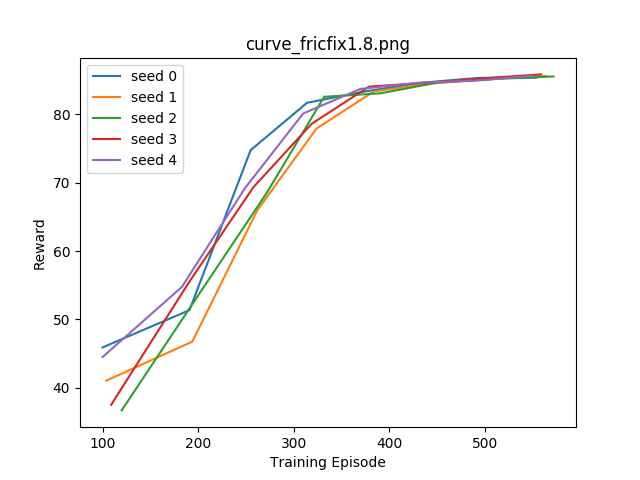 curve_fricfix1.8.png
seed 0
seed 1
seed 2
seed 3
seed 4
Reward
80
70
60
50
40
100 200 300 400 500
Training Episode